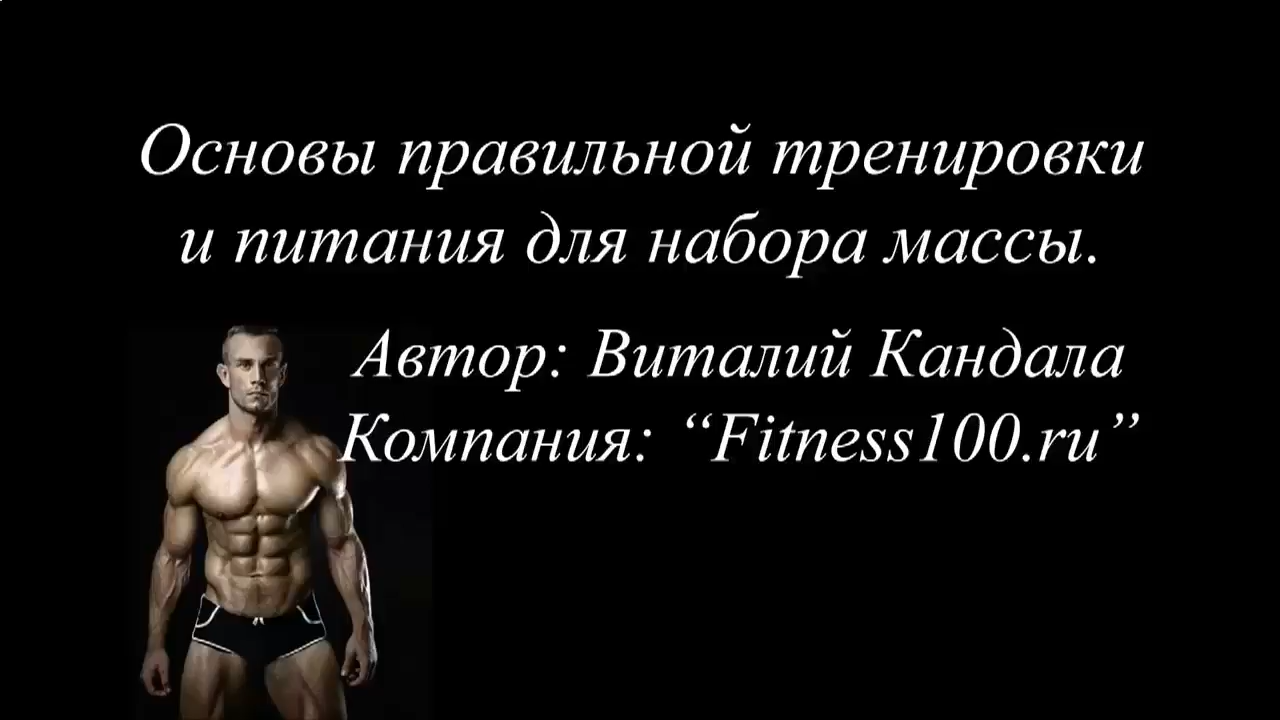 Основы правильной тренировки
и питания для набора массы.
Автор: Виталий Кандала
Компания: “Fitness100.ru”